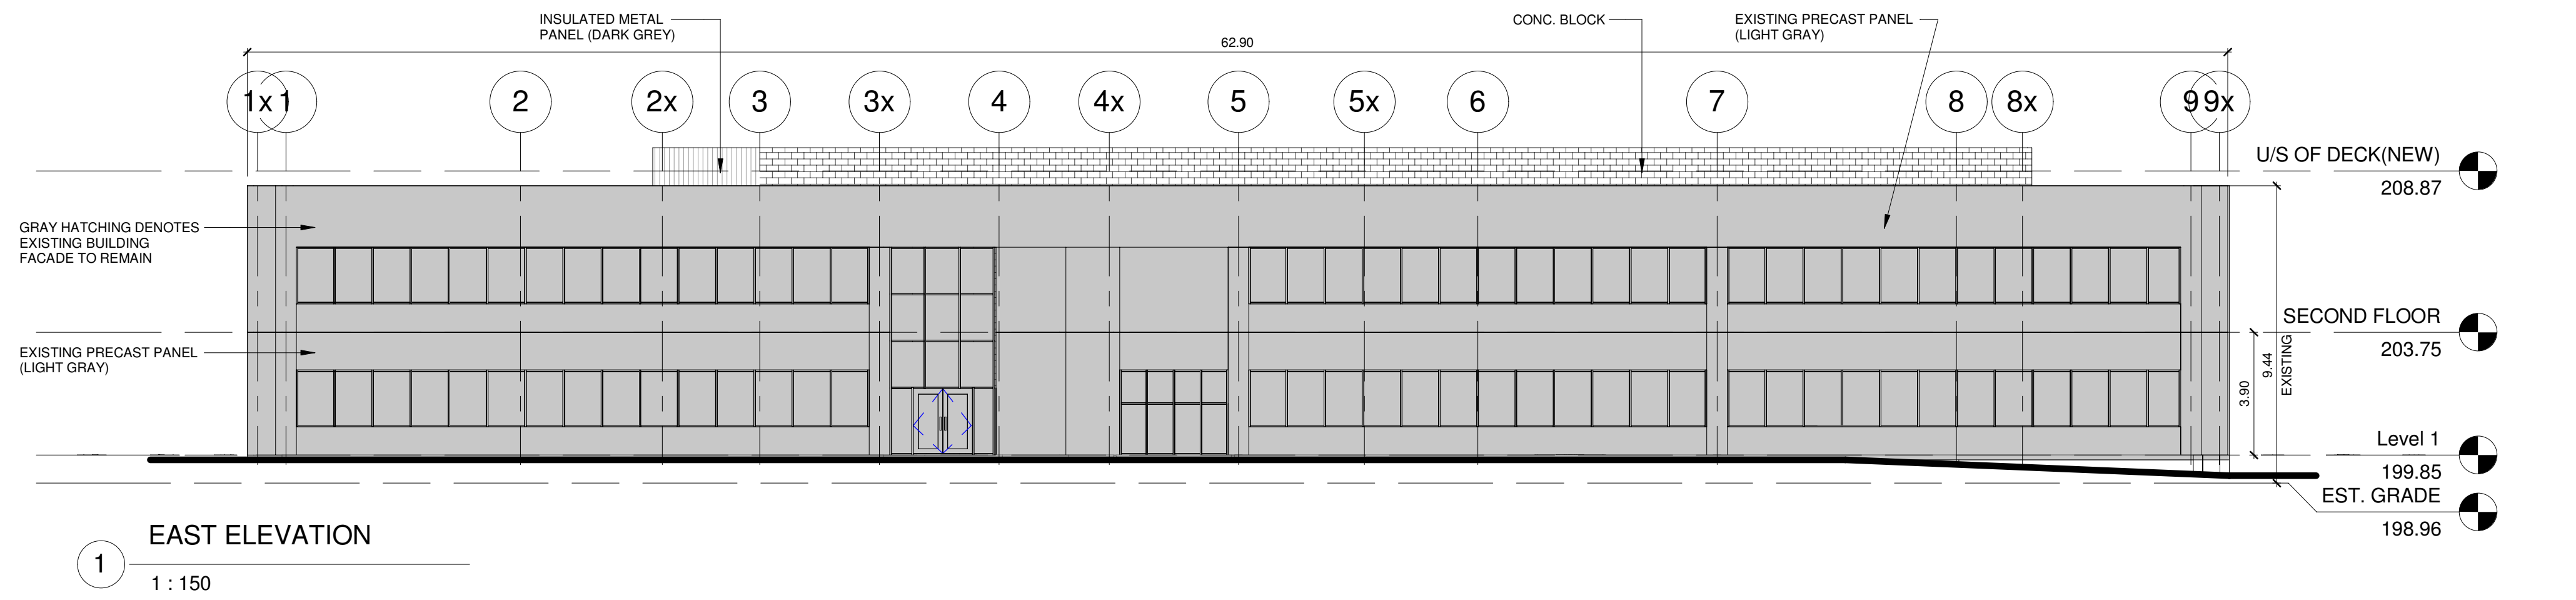 INSULATED METAL
PANEL (DARK GREY)
CONC. BLOCK
EXISTING PRECAST PANEL
(LIGHT GRAY)
62.90
1x 1 2 2x 3 3x 4 4x 5 5x 6 7 8 8x 9 9x
U/S OF DECK(NEW)
208.87
GRAY HATCHING DENOTES
EXISTING BUILDING
FACADE TO REMAIN
SECOND FLOOR
203.75
EXISTING PRECAST PANEL
(LIGHT GRAY)
3.90
9.44
EXISTING
Level 1
199.85
EST. GRADE
198.96
1
EAST ELEVATION
1 : 150